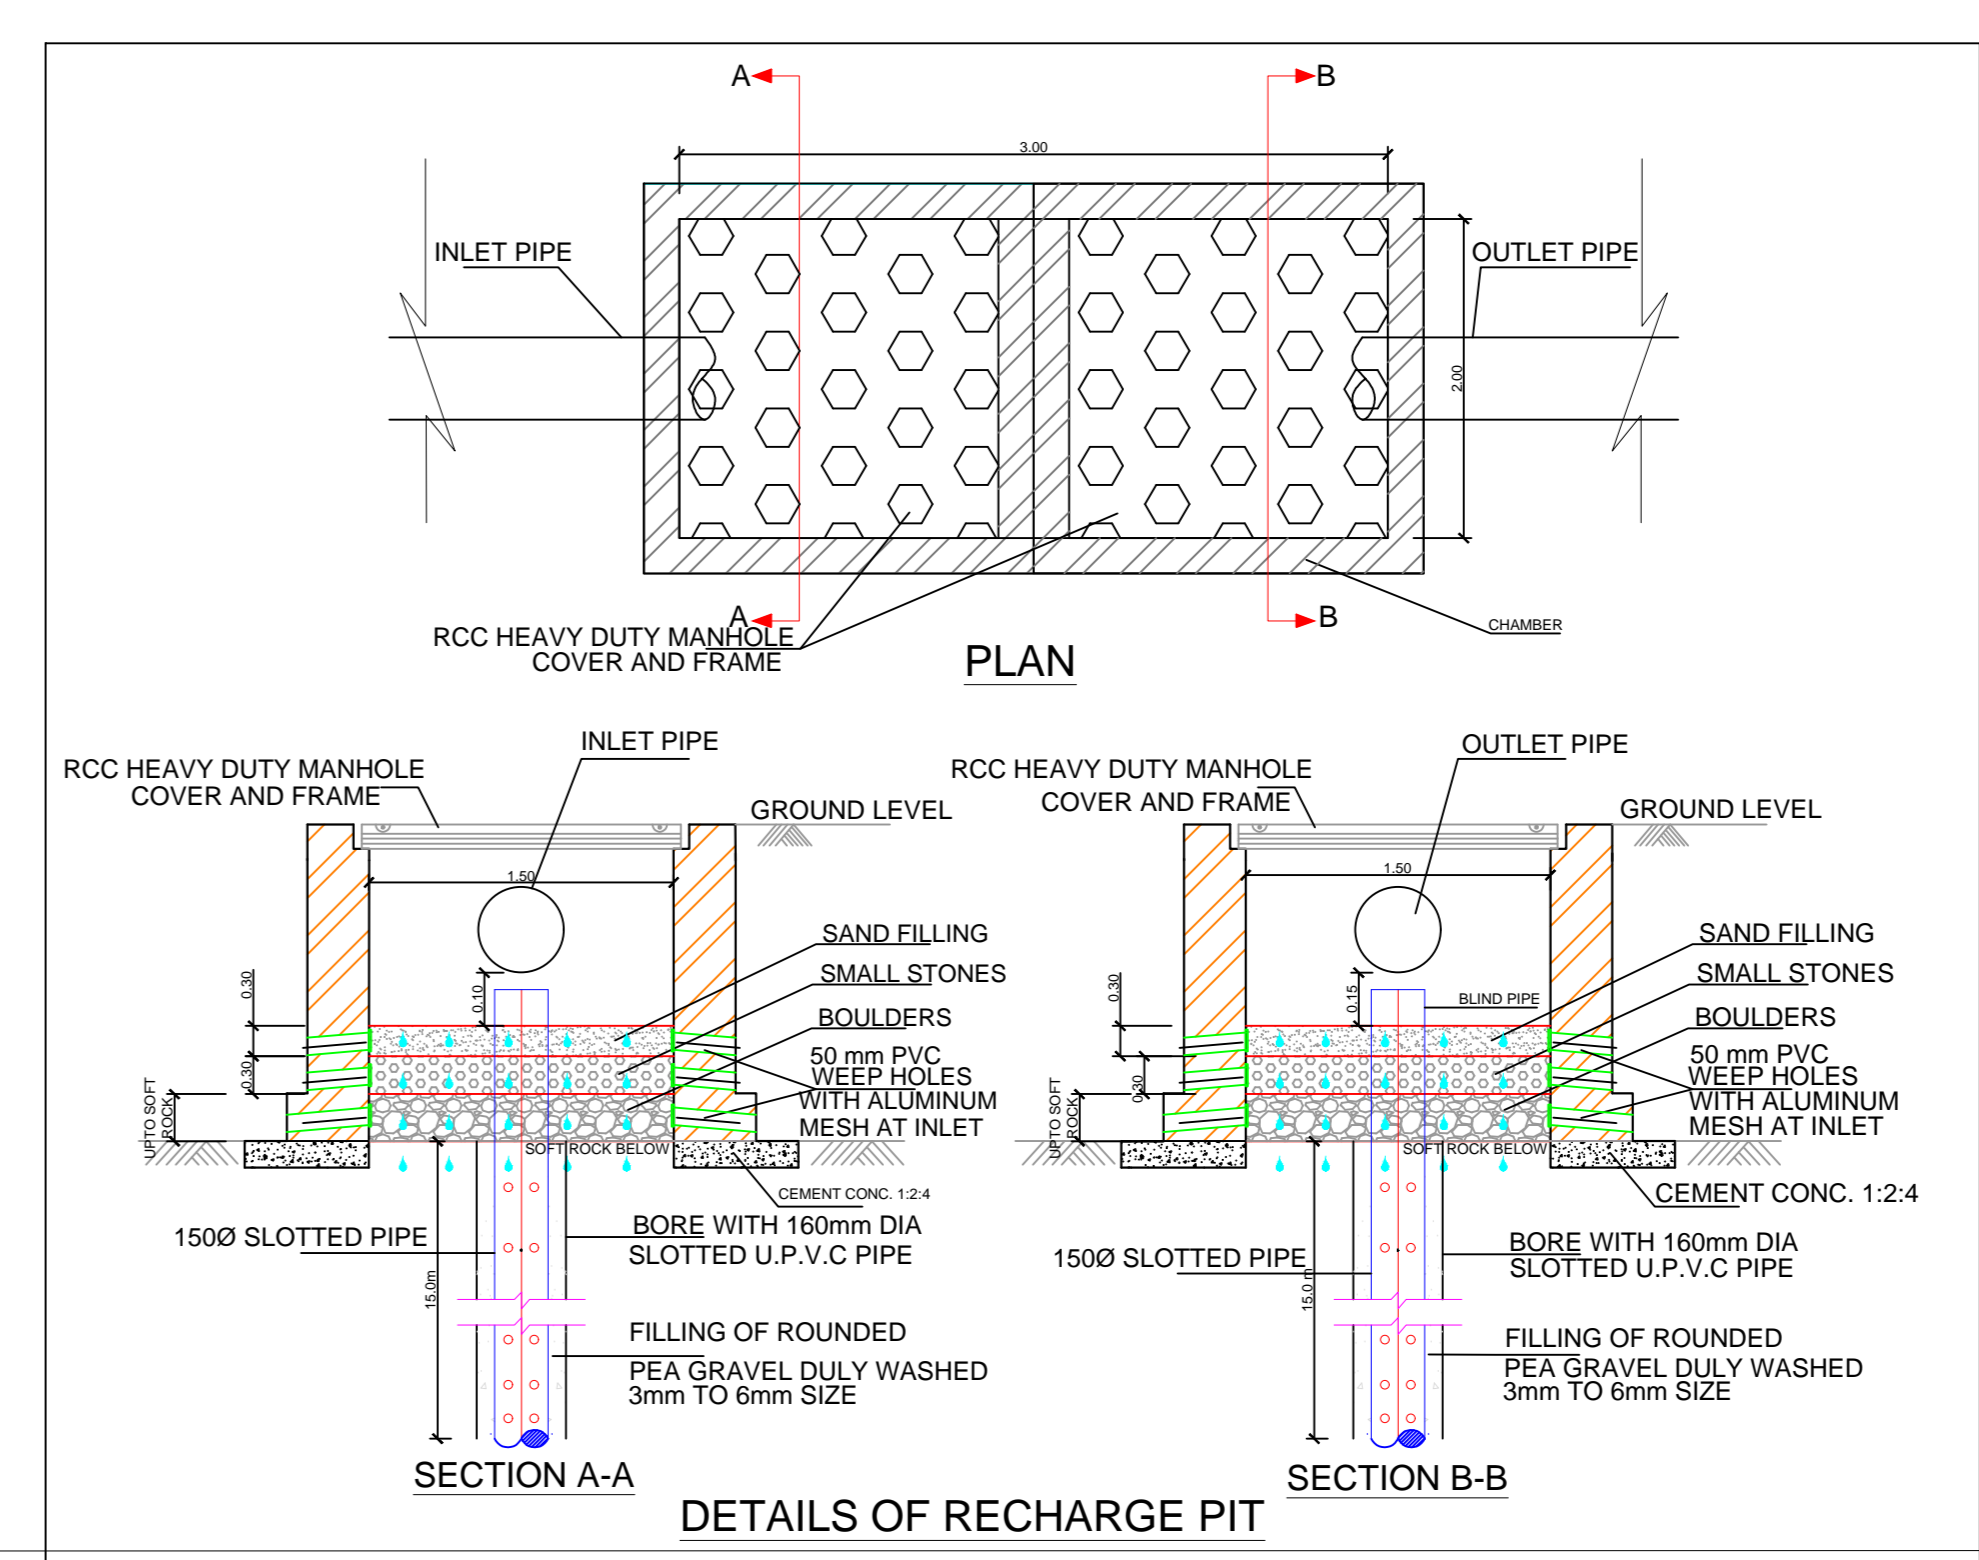 A
B
3.00
INLET PIPE
OUTLET PIPE
2.00
A
B
RCC HEAVY DUTY MANHOLE
COVER AND FRAME
CHAMBER
PLAN
INLET PIPE
RCC HEAVY DUTY MANHOLE
COVER AND FRAME
GROUND LEVEL
1.50
SAND FILLING
SMALL STONES
BOULDERS
50 mm PVC
WEEP HOLES
WITH ALUMINUM
MESH AT INLET
0.30
0.10
0.30
UPTO SOFT
ROCK
SOFT ROCK BELOW
CEMENT CONC. 1:2:4
150Ø SLOTTED PIPE
BORE WITH 160mm DIA
SLOTTED U.P.V.C PIPE
15.0m
FILLING OF ROUNDED
PEA GRAVEL DULY WASHED
3mm TO 6mm SIZE
SECTION A-A
OUTLET PIPE
RCC HEAVY DUTY MANHOLE
COVER AND FRAME
GROUND LEVEL
1.50
SAND FILLING
SMALL STONES
BLIND PIPE
BOULDERS
50 mm PVC
WEEP HOLES
WITH ALUMINUM
MESH AT INLET
0.30
0.15
0.30
UPTO SOFT
ROCK
SOFT ROCK BELOW
CEMENT CONC. 1:2:4
150Ø SLOTTED PIPE
BORE WITH 160mm DIA
SLOTTED U.P.V.C PIPE
15.0 m
FILLING OF ROUNDED
PEA GRAVEL DULY WASHED
3mm TO 6mm SIZE
SECTION B-B
DETAILS OF RECHARGE PIT